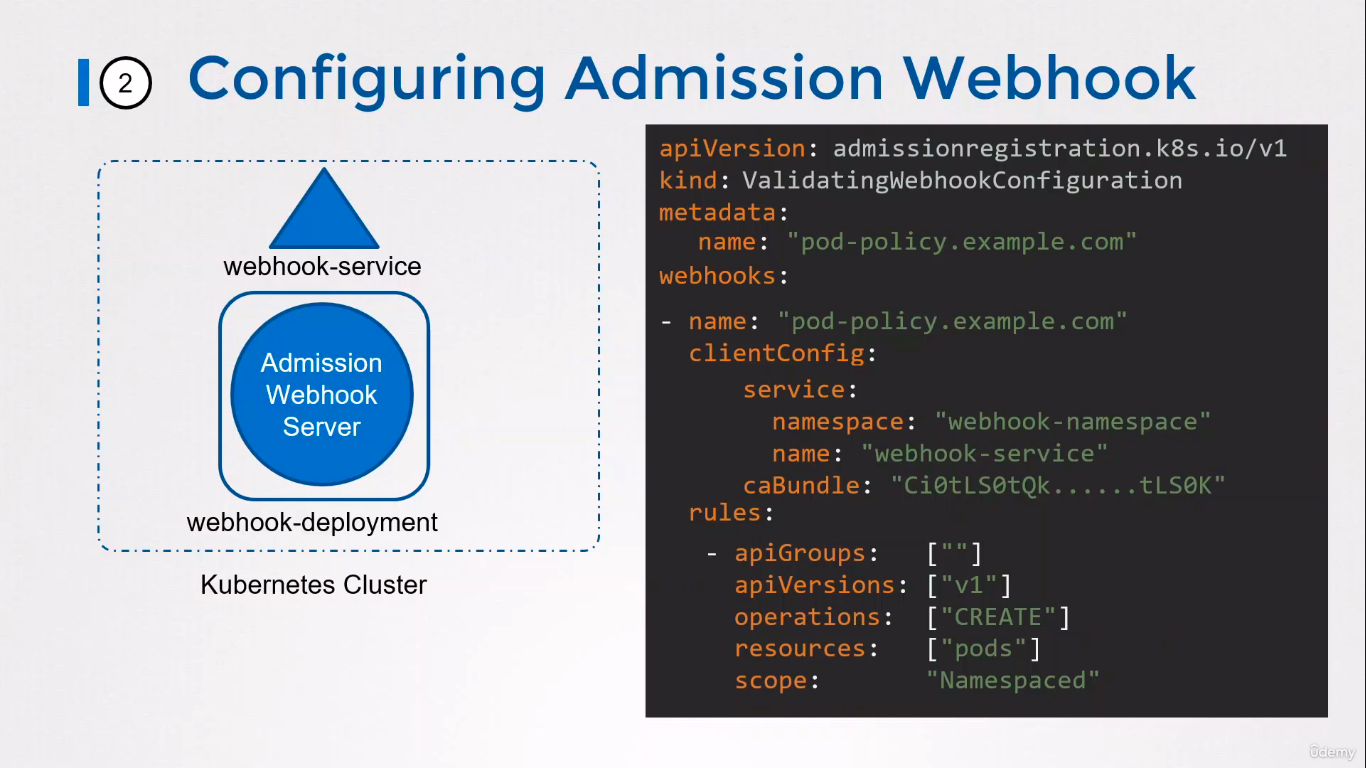 2
Configuring Admission Webhook
webhook-service
Admission
Webhook
Server
webhook-deployment
Kubernetes Cluster
apiVersion: admissionregistration.k8s.io/v1
kind: ValidatingWebhookConfiguration
metadata:
   name: "pod-policy.example.com"
webhooks:
- name: "pod-policy.example.com"
  clientConfig:
      service:
        namespace: "webhook-namespace"
        name: "webhook-service"
      caBundle: "Ci0tLS0tQk......tLS0K"
  rules:
   - apiGroups:   [""]
     apiVersions: ["v1"]
     operations:  ["CREATE"]
     resources:   ["pods"]
     scope:       "Namespaced"
ûdemy